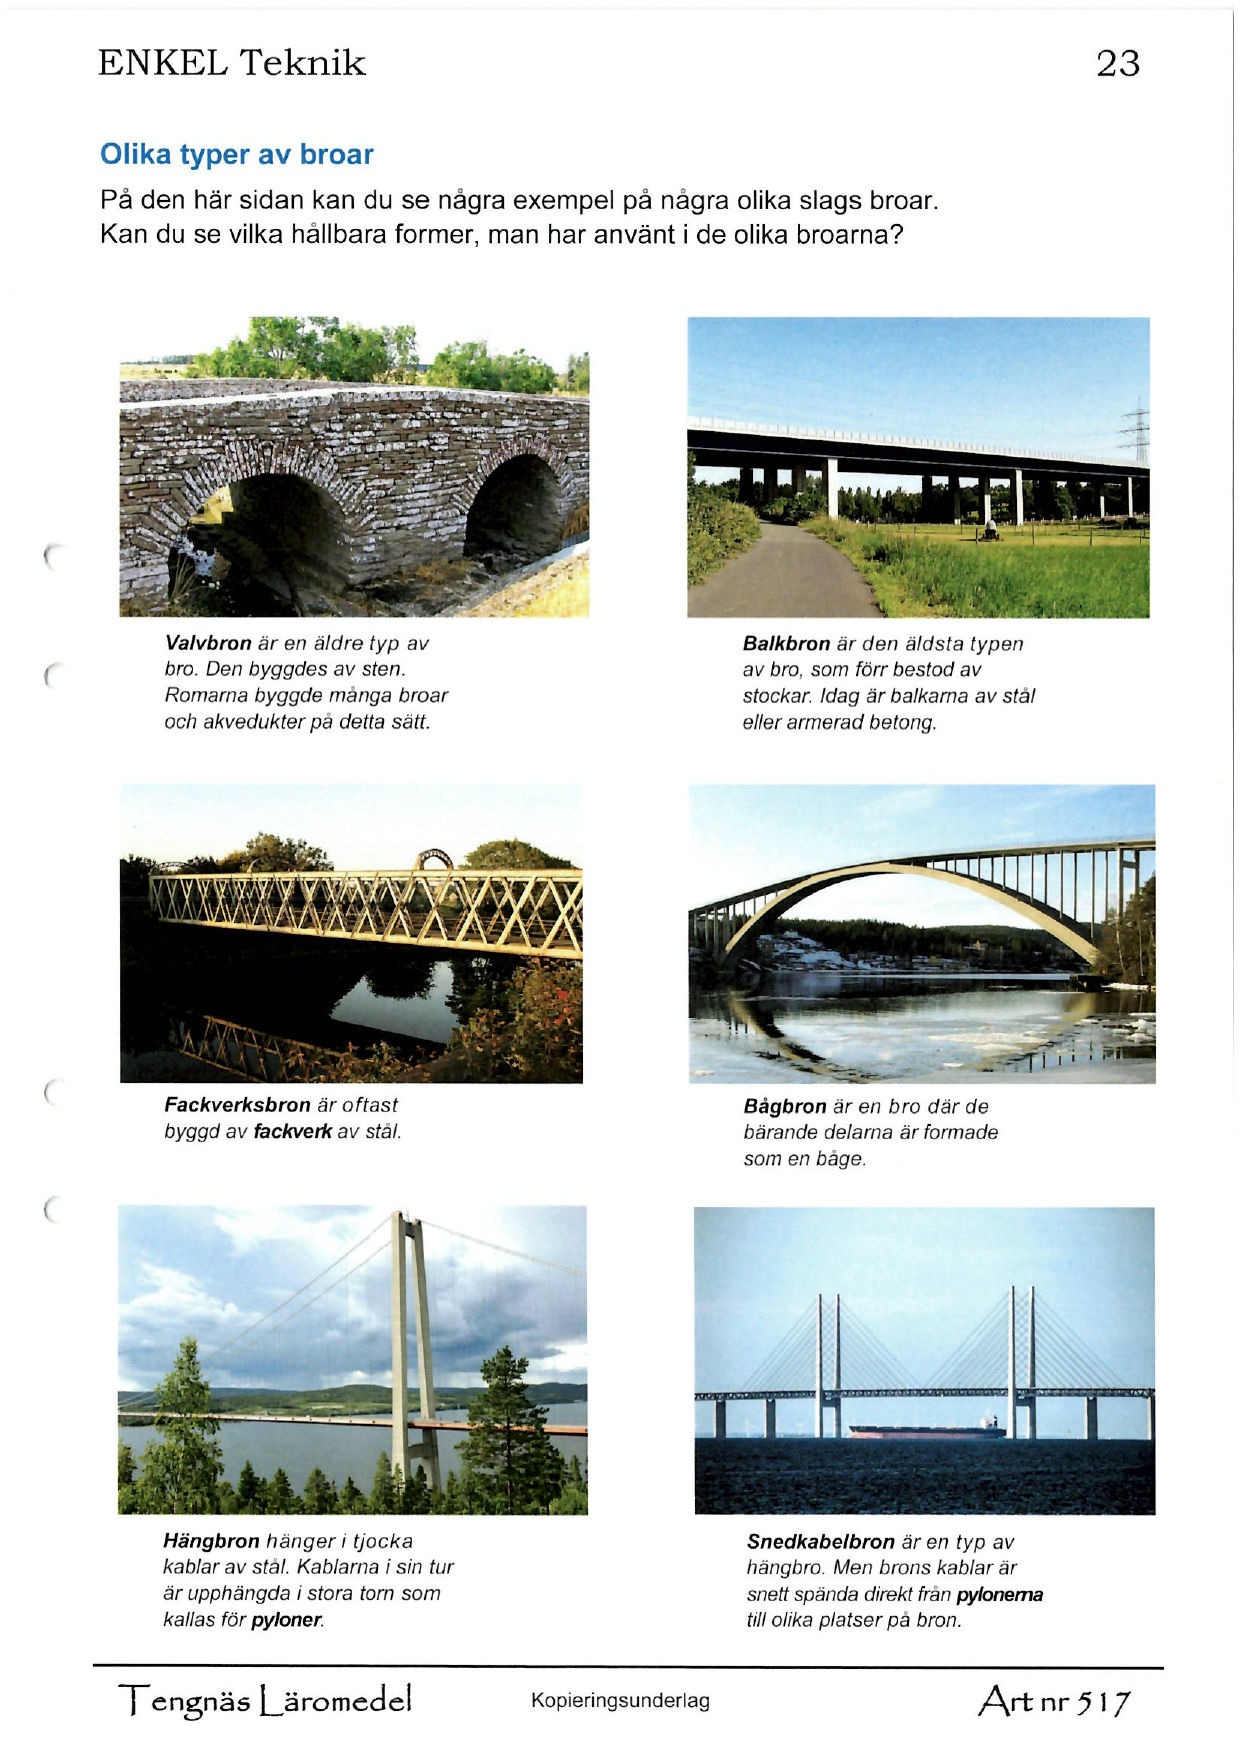 ENKEL Teknik 23
Olika typer av broar
På den här sidan kan du se några exempel på några olika slags broar.
Kan du se vilka hållbara former, man har använt i de olika broarna?
Valvbron är en äldre typ av
bro. Den byggdes av sten.
Romarna byggde många broar
och akvedukter på detta sätt.
Balkbron är den äldsta typen
av bro, som förr bestod av
stockar. Idag är balkarna av stål
eller armerad betong.
Fackverksbron är oftast
byggd av fackverk av stål.
Bågbron är en bro där de
bärande delarna är formade
som en båge.
Hängbron hänger i tjocka
kablar av stål. Kablarna i sin tur
är upphängda i stora torn som
kallas för pyloner.
Snedkabelbron är en typ av
hängbro. Men brons kablar är
snett spända direkt från pylonerna
till olika platser på bron.
Tengnäs Läromedel Kopieringsunderlag Art nr 517